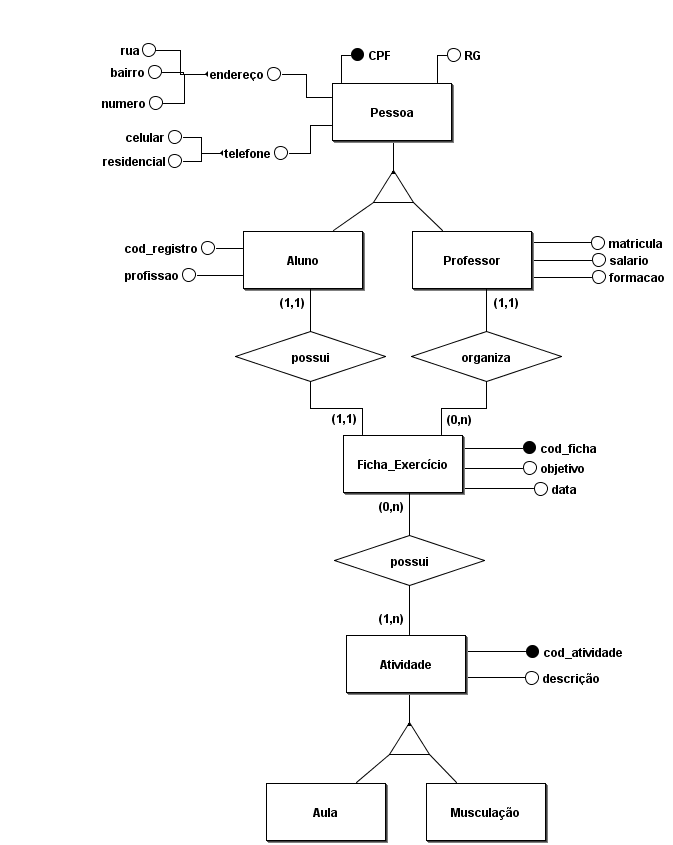 rua
CPF
RG
bairro
endereço
numero
Pessoa
celular
telefone
residencial
cod_registro
matricula
Aluno
Professor
salario
profissao
formacao
(1,1)
(1,1)
possui
organiza
(1,1)
(0,n)
cod_ficha
Ficha_Exercício
objetivo
data
(0,n)
possui
(1,n)
cod_atividade
Atividade
descrição
Aula
Musculação